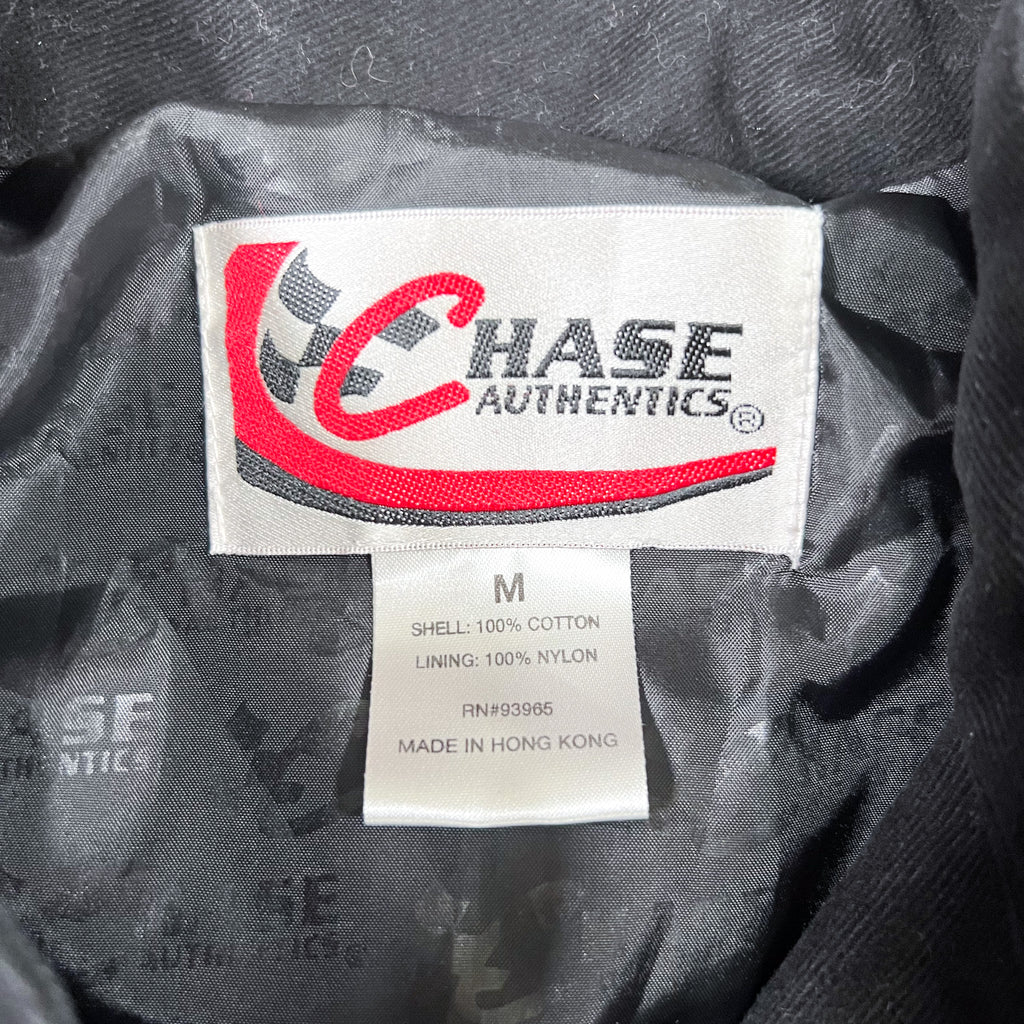 CHASE
AUTHENTICS®
M
SHELL: 100% COTTON
LINING: 100% NYLON
RN#93965
MADE IN HONG KONG